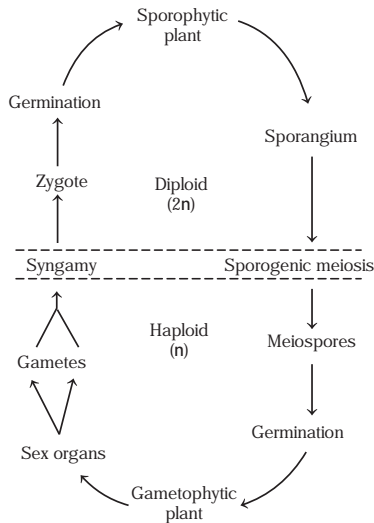 Sporophytic
plant
Germination
Sporangium
Zygote
Diploid
(2n)
Syngamy
Sporogenic meiosis
Haploid
(n)
Meiospores
Gametes
Germination
Sex organs
Gametophytic
plant